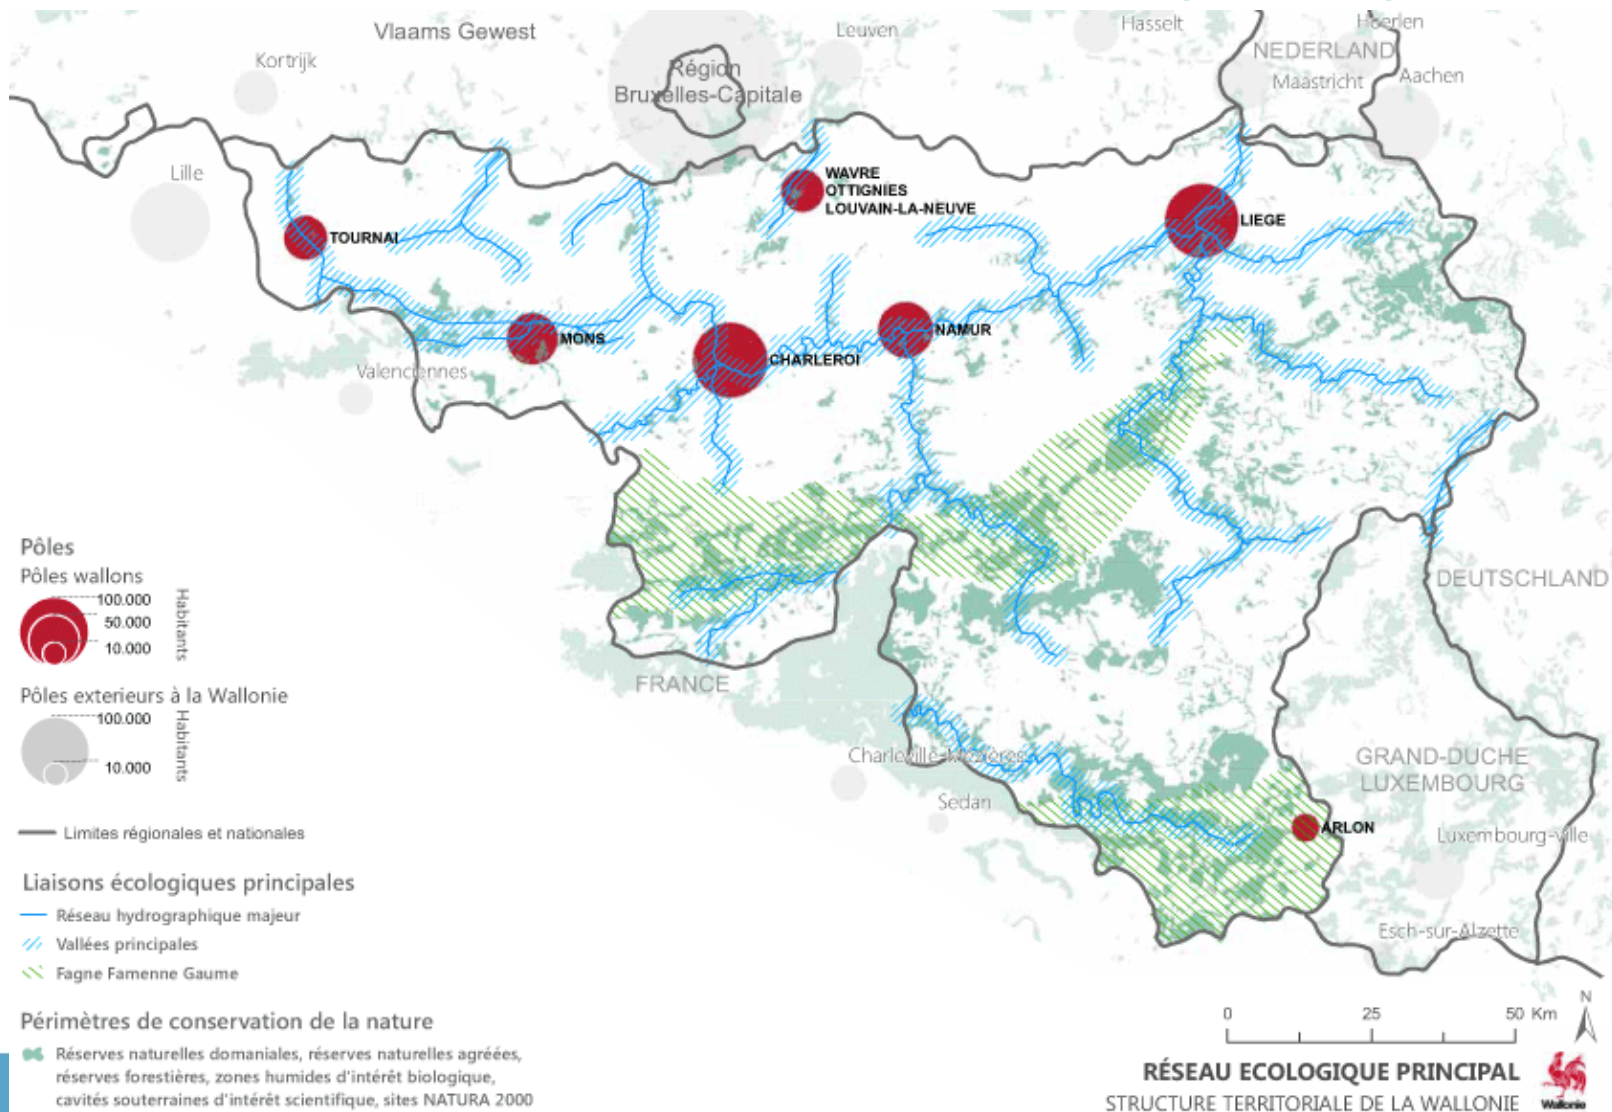 Vlaams Gewest
Leuven
Hasselt
Heerlen
NEDERLAND
Kortrijk
Région
Bruxelles-Capitale
Maastricht
Aachen
Lille
WAVRE
OTTIGNIES
LOUVAIN-LA-NEUVE
TOURNAI
LIEGE
MONS
NAMUR
CHARLEROI
Valenciennes
Pôles
Pôles wallons
100.000
50.000
10.000
Habitants
DEUTSCHLAND
FRANCE
Pôles exterieurs à la Wallonie
100.000
10.000
Habitants
Charleville-Mézières
Sedan
GRAND-DUCHE
LUXEMBOURG
ARLON
Luxembourg-ville
Esch-sur-Alzette
Limites régionales et nationales
Liaisons écologiques principales
Réseau hydrographique majeur
Vallées principales
Fagne Famenne Gaume
Périmètres de conservation de la nature
Réserves naturelles domaniales, réserves naturelles agréées,
réserves forestières, zones humides d'intérêt biologique,
cavités souterraines d'intérêt scientifique, sites NATURA 2000
N
0 25 50 Km
RÉSEAU ECOLOGIQUE PRINCIPAL
STRUCTURE TERRITORIALE DE LA WALLONIE
Wallonie